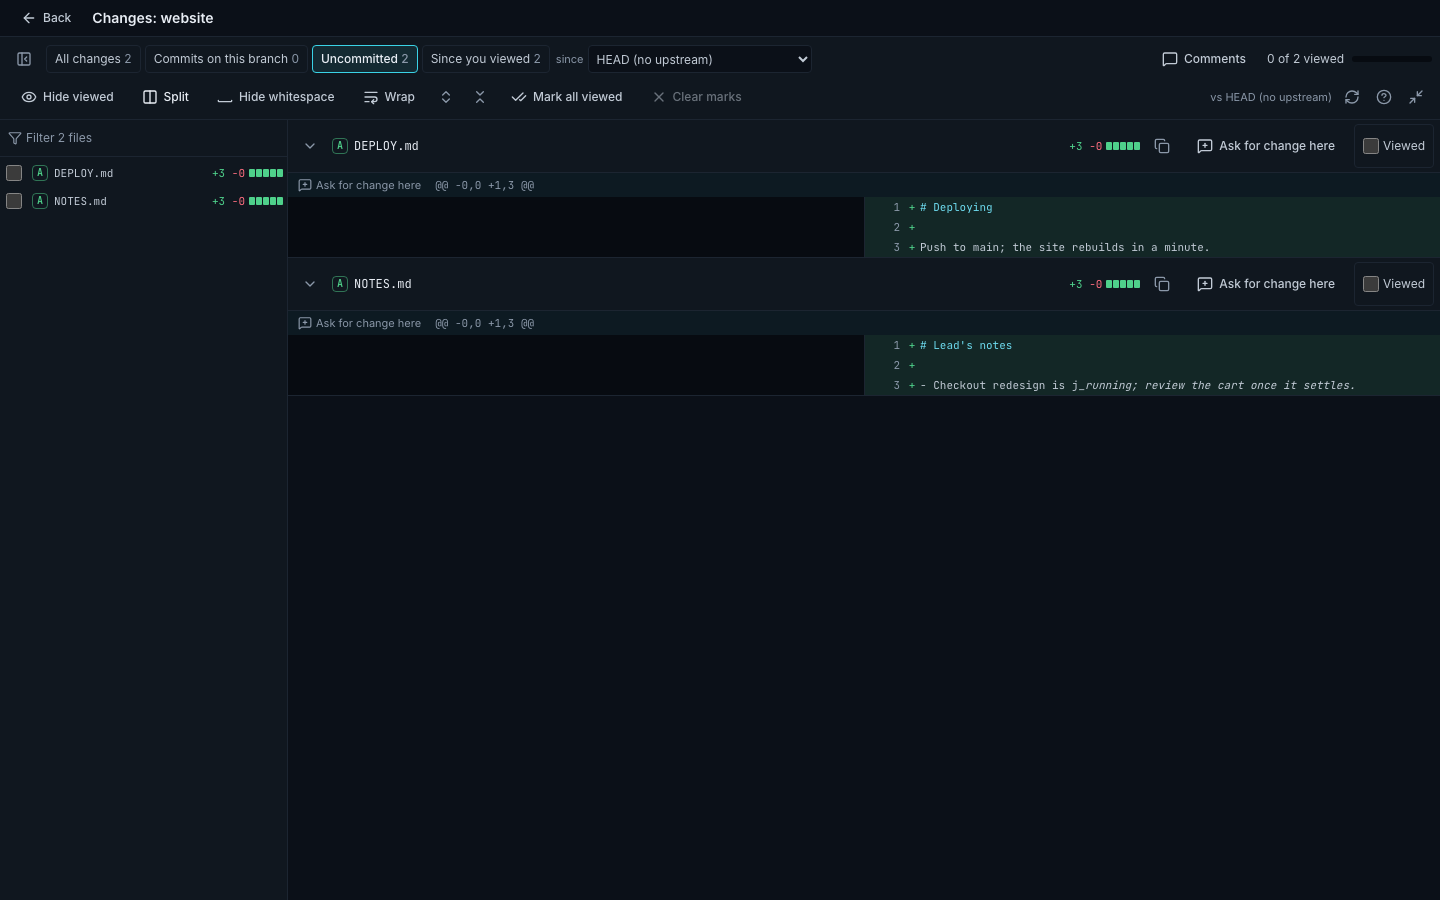 Back
Changes: website
All changes 2
Commits on this branch 0
Uncommitted 2
Since you viewed 2
since
HEAD (no upstream)
Comments
0 of 2 viewed
Hide viewed
Split
Hide whitespace
Wrap
Mark all viewed
Clear marks
vs HEAD (no upstream)
Filter 2 files
A DEPLOY.md +3 -0
A NOTES.md +3 -0
A DEPLOY.md +3 -0
Ask for change here
Viewed
Ask for change here @@ -0,0 +1,3 @@
1 + # Deploying
2 +
3 + Push to main; the site rebuilds in a minute.
A NOTES.md +3 -0
Ask for change here
Viewed
Ask for change here @@ -0,0 +1,3 @@
1 + # Lead's notes
2 +
3 + - Checkout redesign is j_running; review the cart once it settles.